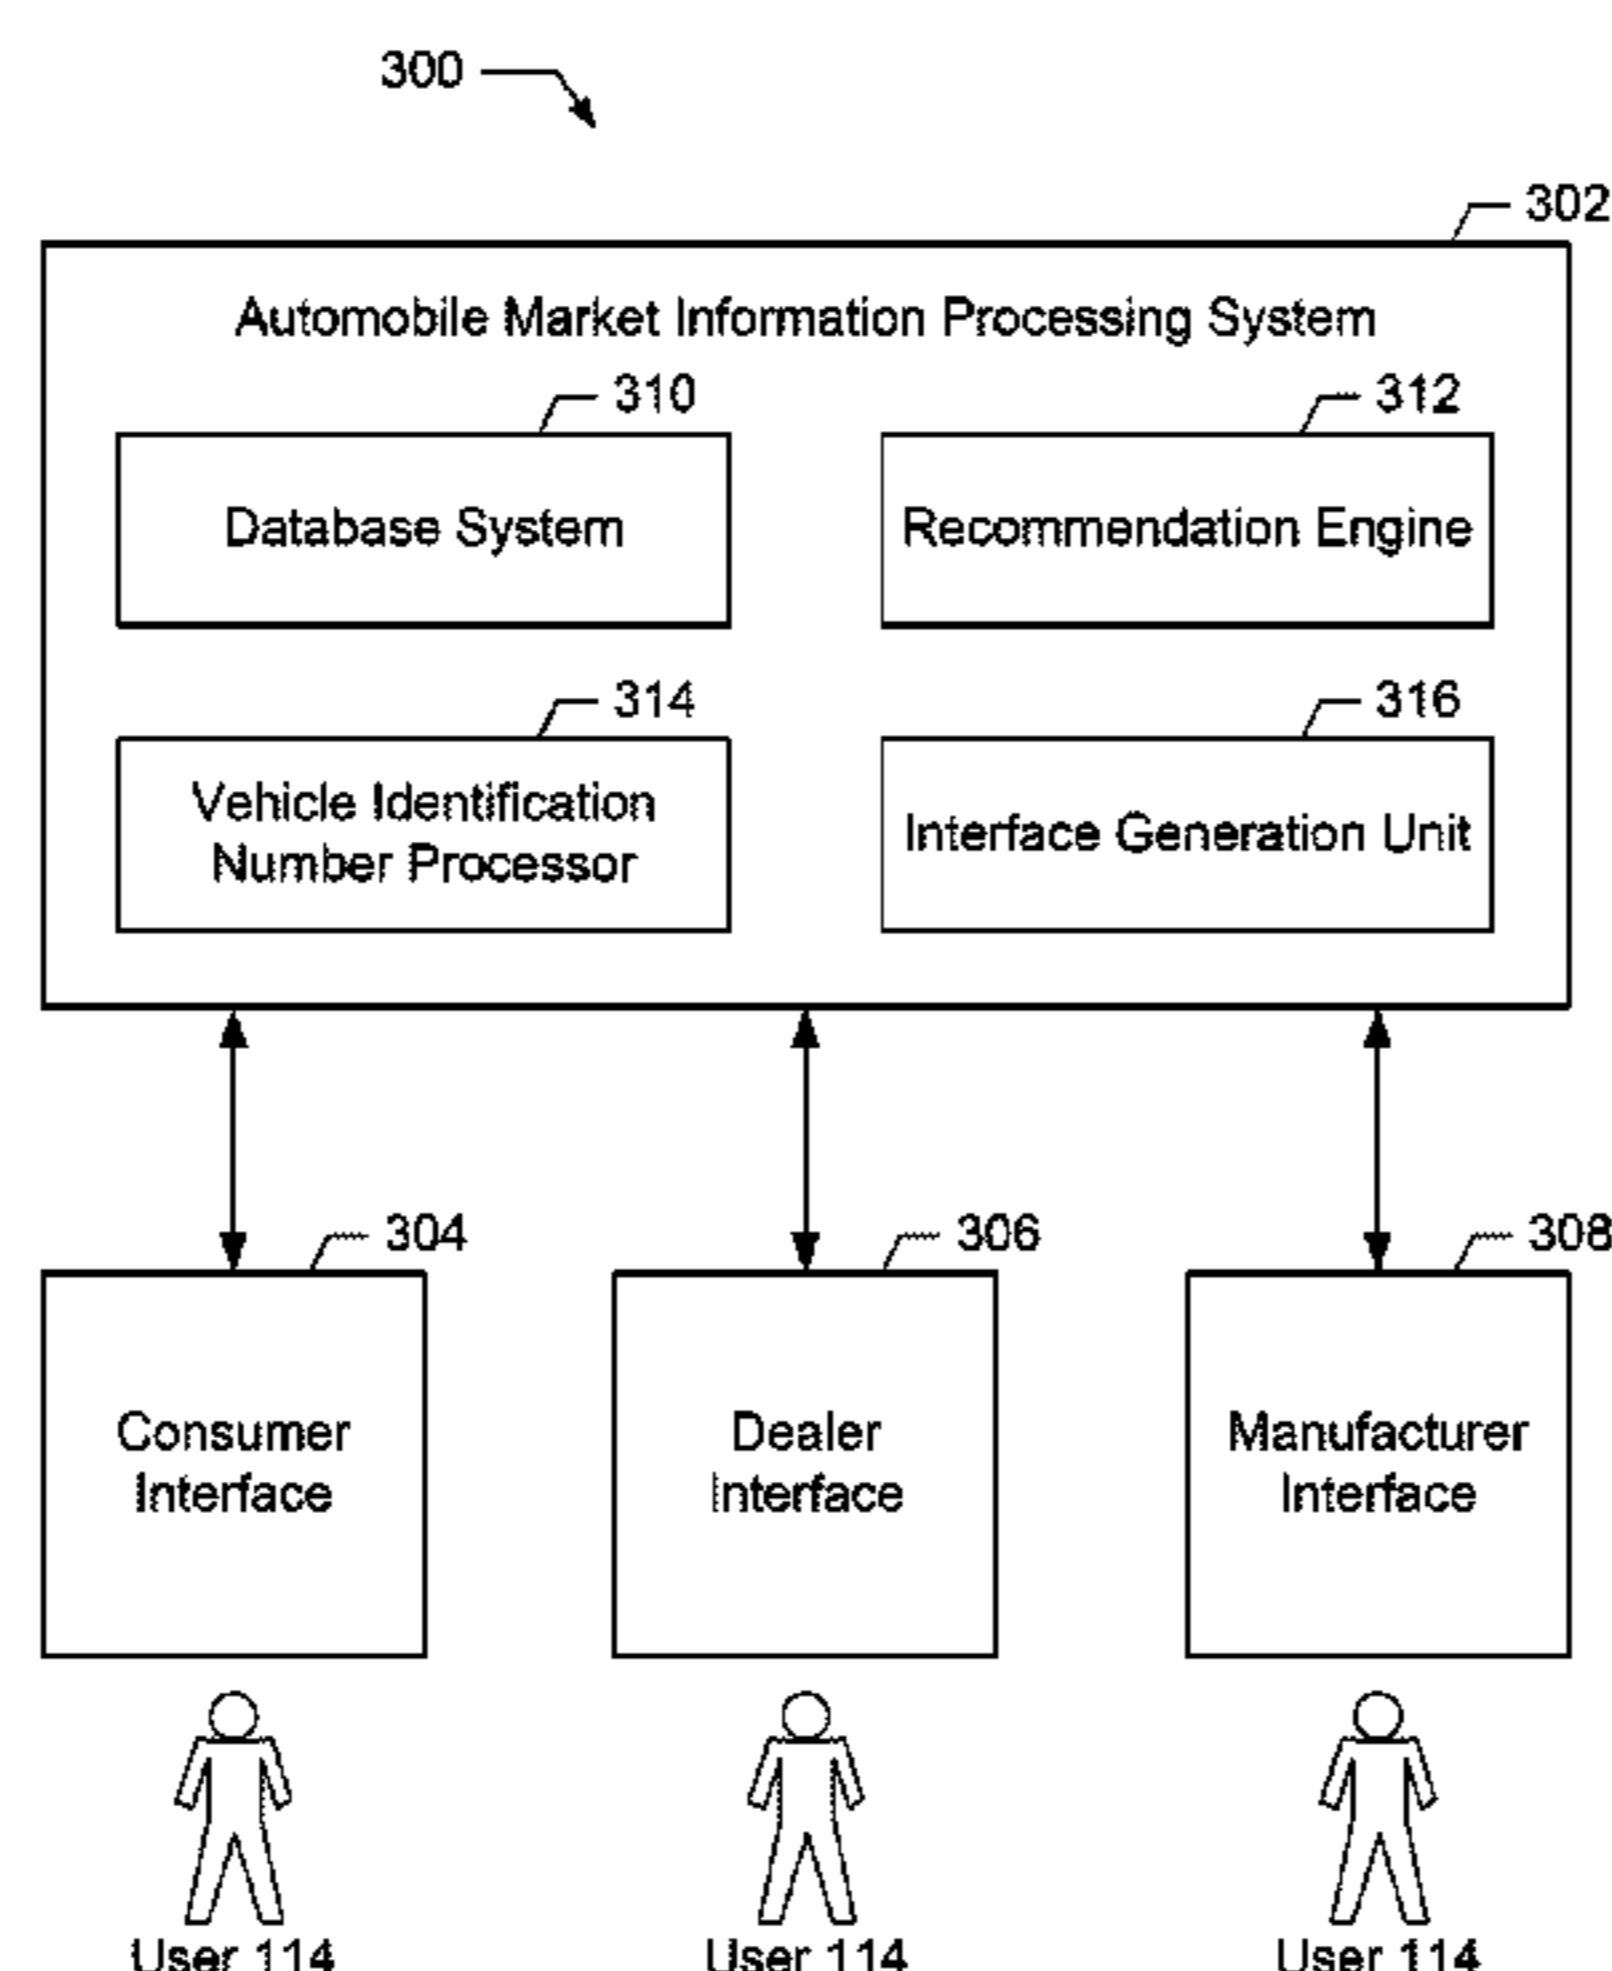 300
302
Automobile Market Information Processing System
310
312
Database System
Recommendation Engine
314
316
Vehicle Identification
Number Processor
Interface Generation Unit
304
306
308
Consumer
Interface
Dealer
Interface
Manufacturer
Interface
User 114
User 114
User 114